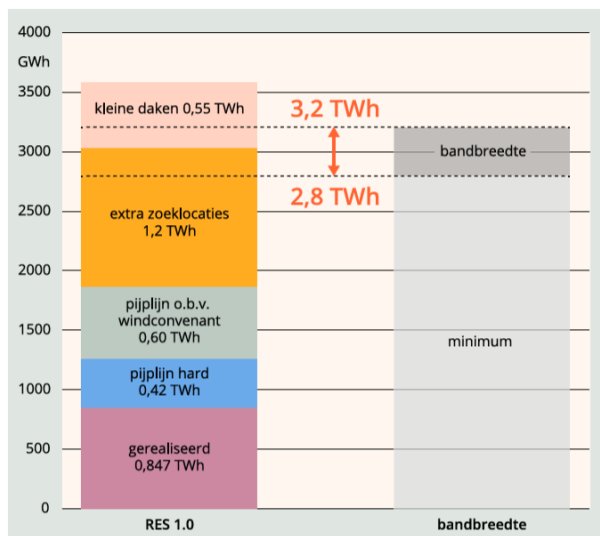 4000
GWh
3500
3000
2500
2000
1500
1000
500
0
kleine daken 0,55 TWh
extra zoeklocaties
1,2 TWh
pijplijn o.b.v.
windconvenant
0,60 TWh
pijplijn hard
0,42 TWh
gerealiseerd
0,847 TWh
3,2 TWh
2,8 TWh
bandbreedte
minimum
RES 1.0
bandbreedte